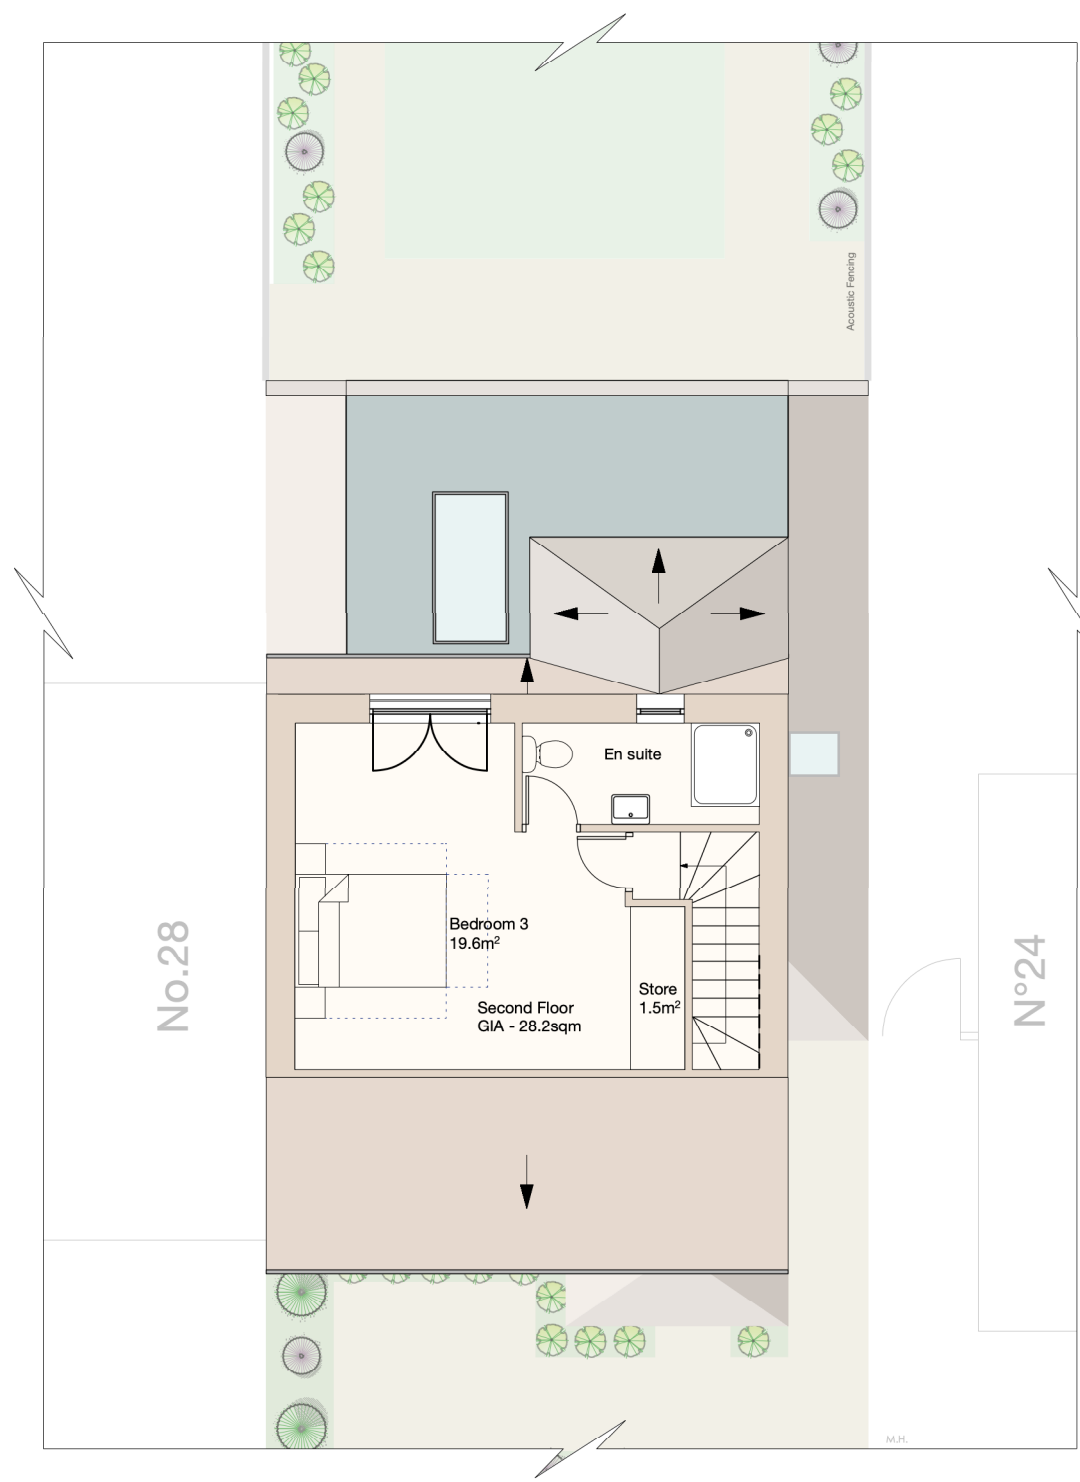 Acoustic Fencing
En suite
No.28
Bedroom 3
19.6m²
N°24
Store
1.5m²
Second Floor
GIA - 28.2sqm
M.H.